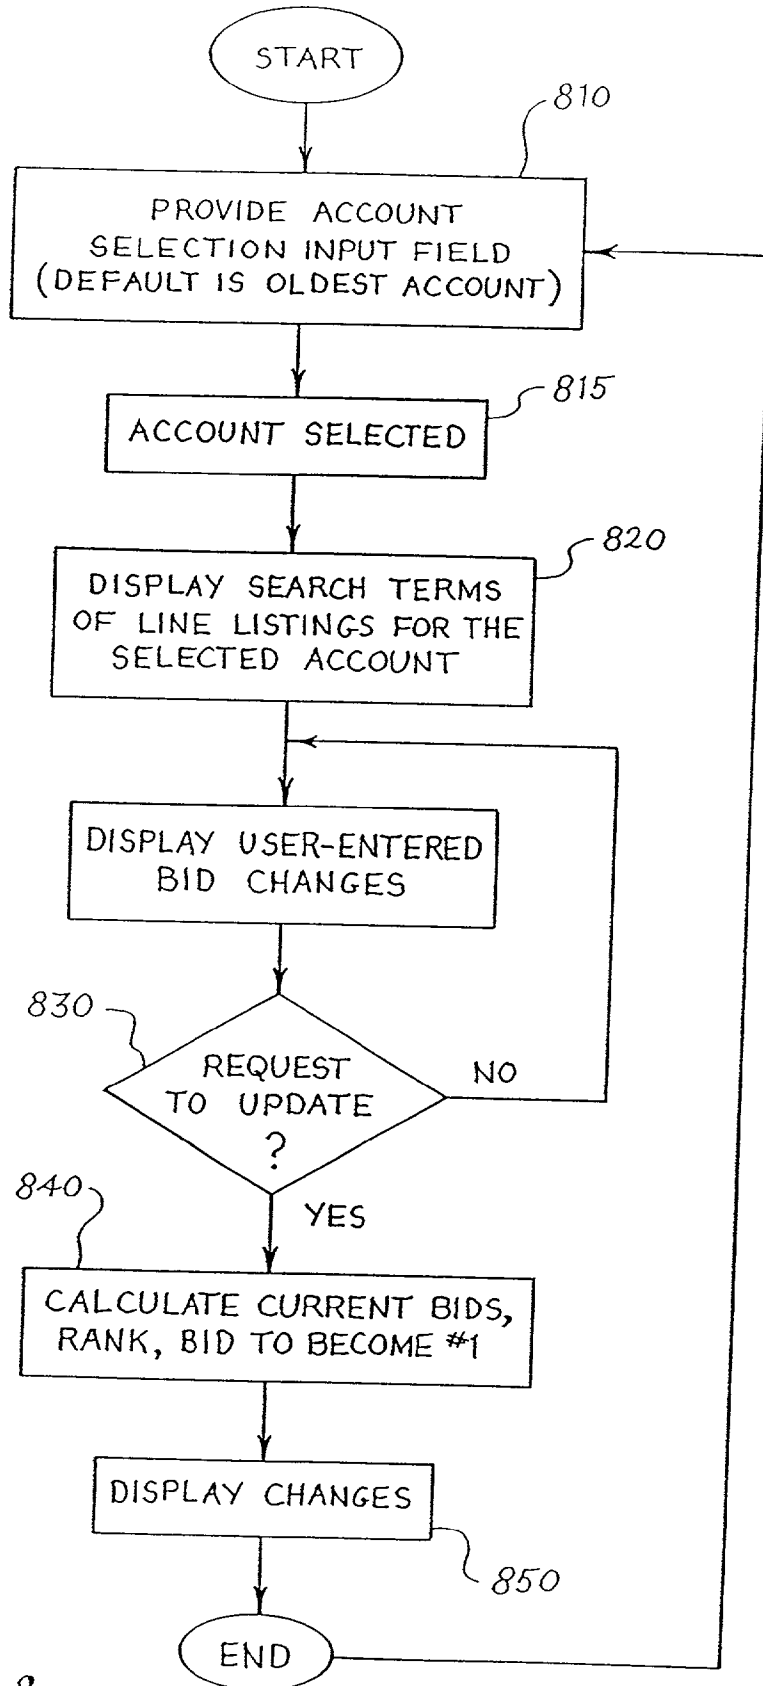 START
810
PROVIDE ACCOUNT
SELECTION INPUT FIELD
(DEFAULT IS OLDEST ACCOUNT)
815
ACCOUNT SELECTED
820
DISPLAY SEARCH TERMS
OF LINE LISTINGS FOR THE
SELECTED ACCOUNT
DISPLAY USER-ENTERED
BID CHANGES
830
REQUEST
TO UPDATE
?
NO
YES
840
CALCULATE CURRENT BIDS,
RANK, BID TO BECOME #1
DISPLAY CHANGES
850
END